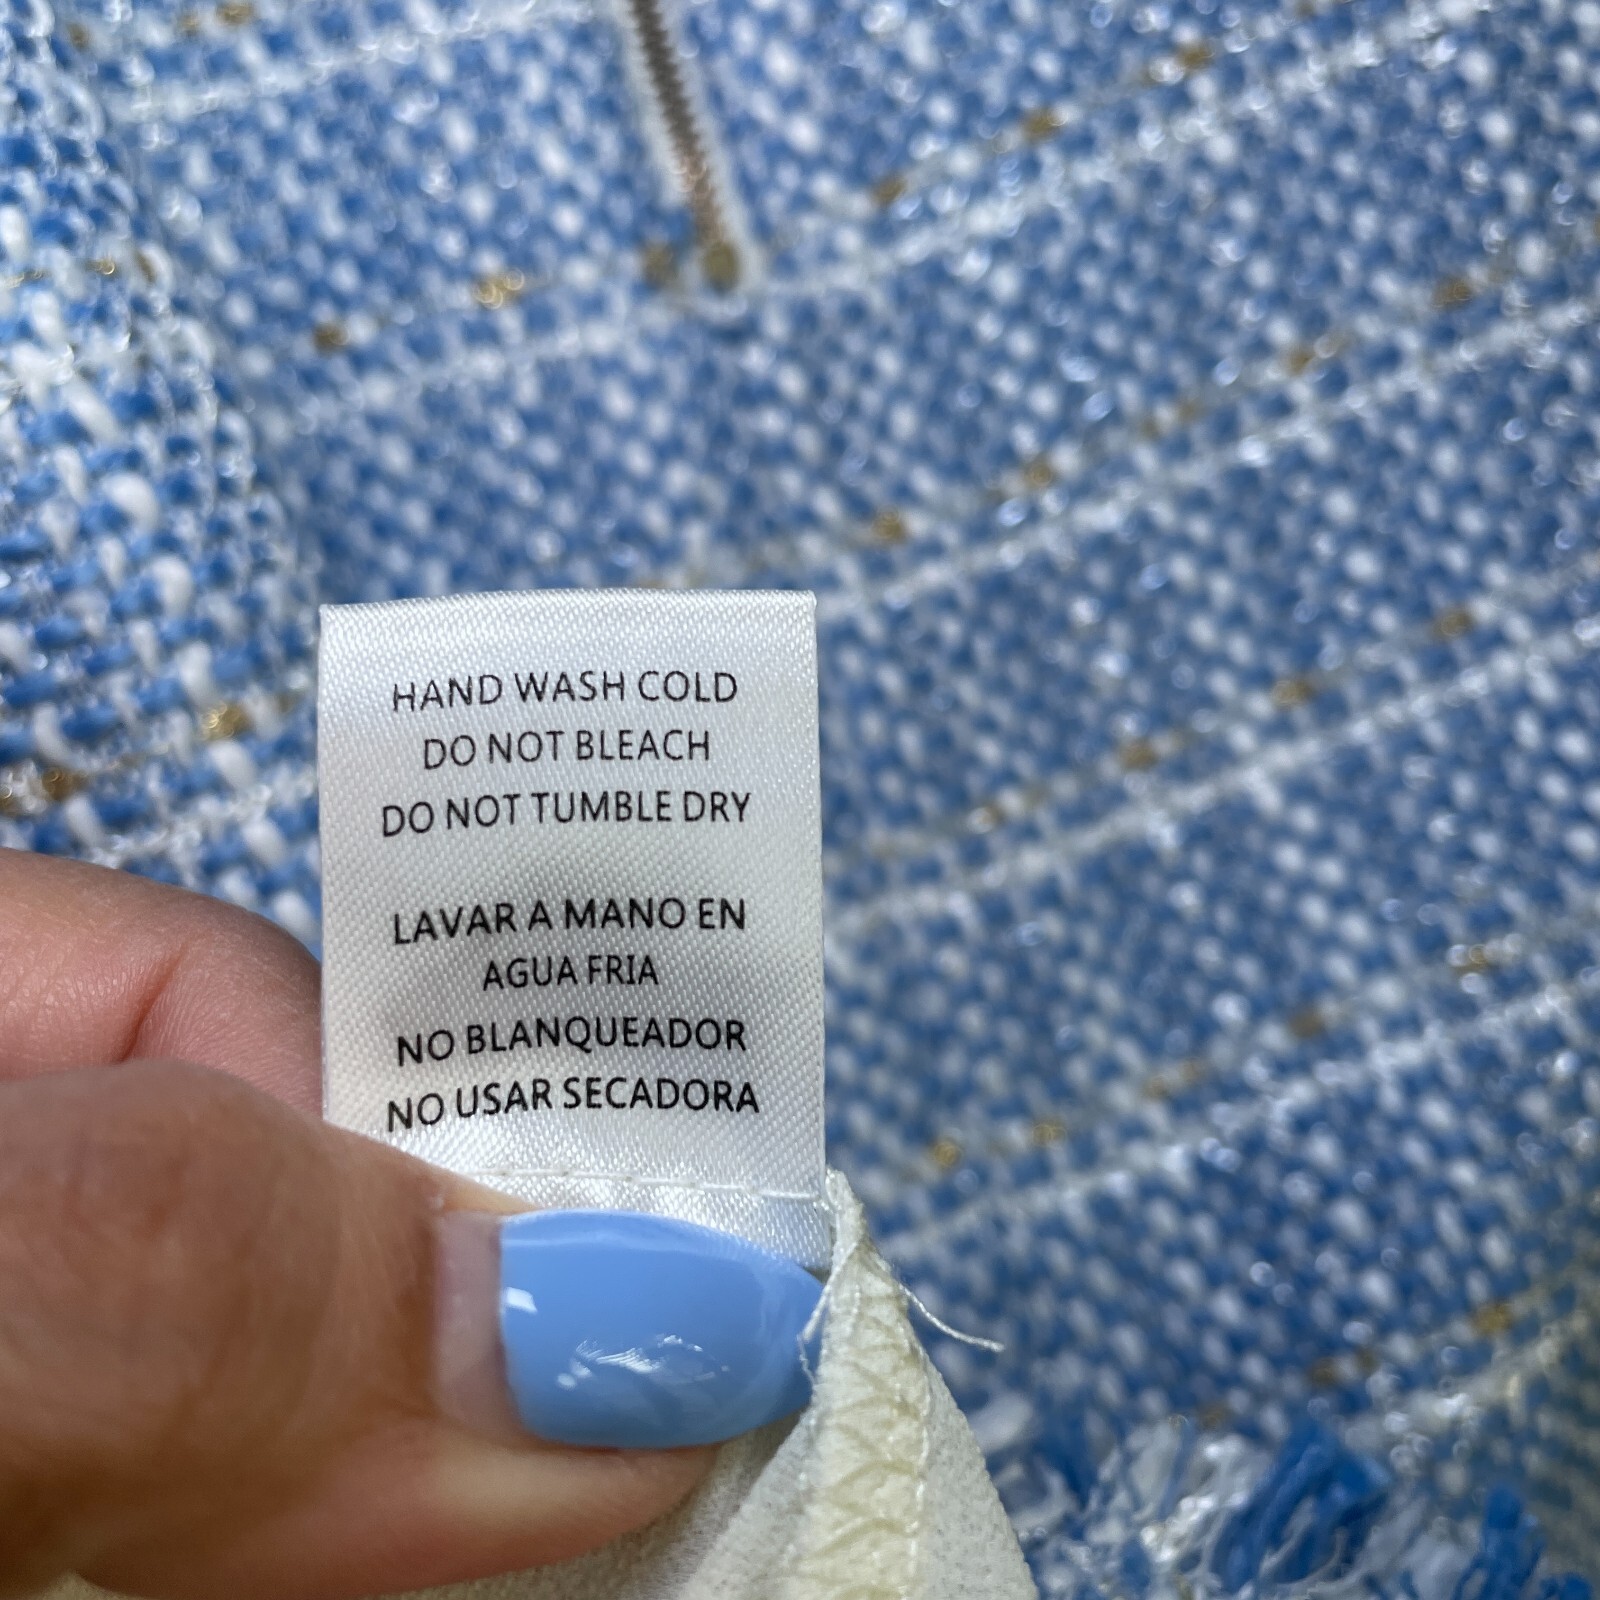 HAND WASH COLD
DO NOT BLEACH
DO NOT TUMBLE DRY
LAVAR A MANO EN
AGUA FRIA
NO BLANQUEADOR
NO USAR SECADORA